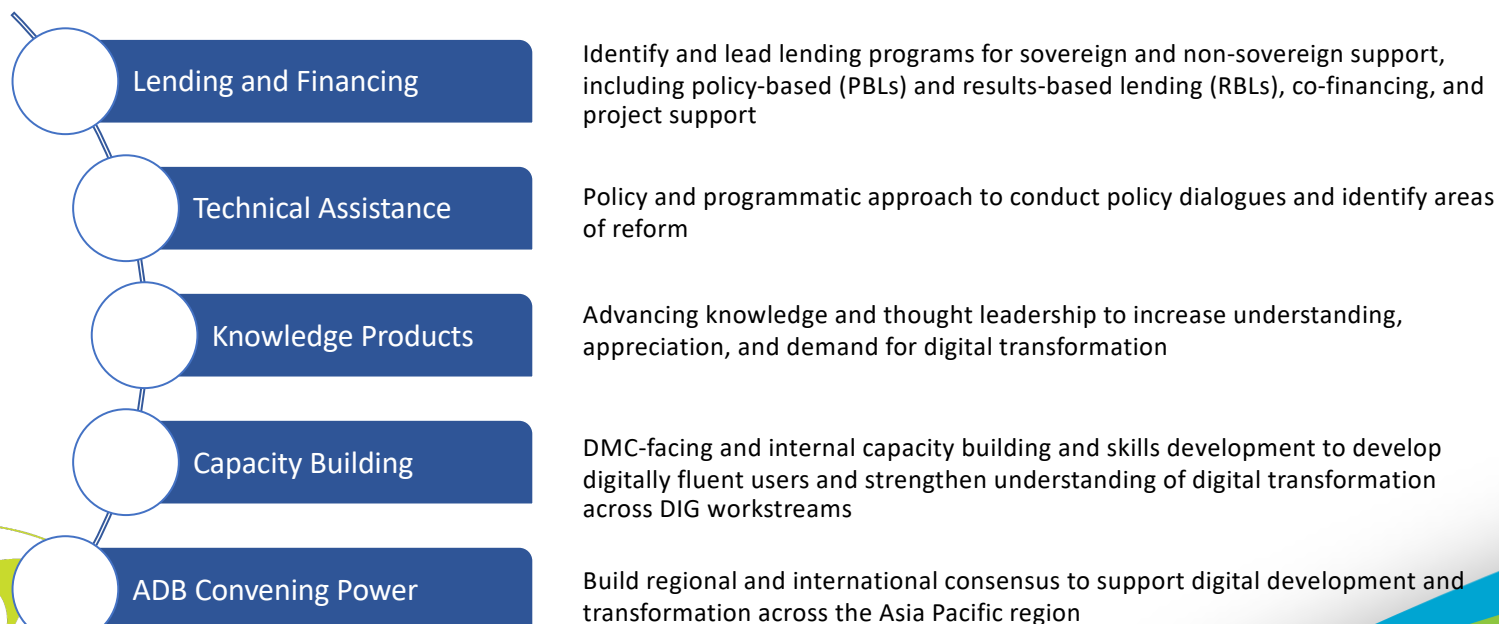 Lending and Financing
Identify and lead lending programs for sovereign and non-sovereign support,
including policy-based (PBLs) and results-based lending (RBLs), co-financing, and
project support
Technical Assistance
Policy and programmatic approach to conduct policy dialogues and identify areas
of reform
Knowledge Products
Advancing knowledge and thought leadership to increase understanding,
appreciation, and demand for digital transformation
Capacity Building
DMC-facing and internal capacity building and skills development to develop
digitally fluent users and strengthen understanding of digital transformation
across DIG workstreams
ADB Convening Power
Build regional and international consensus to support digital development and
transformation across the Asia Pacific region